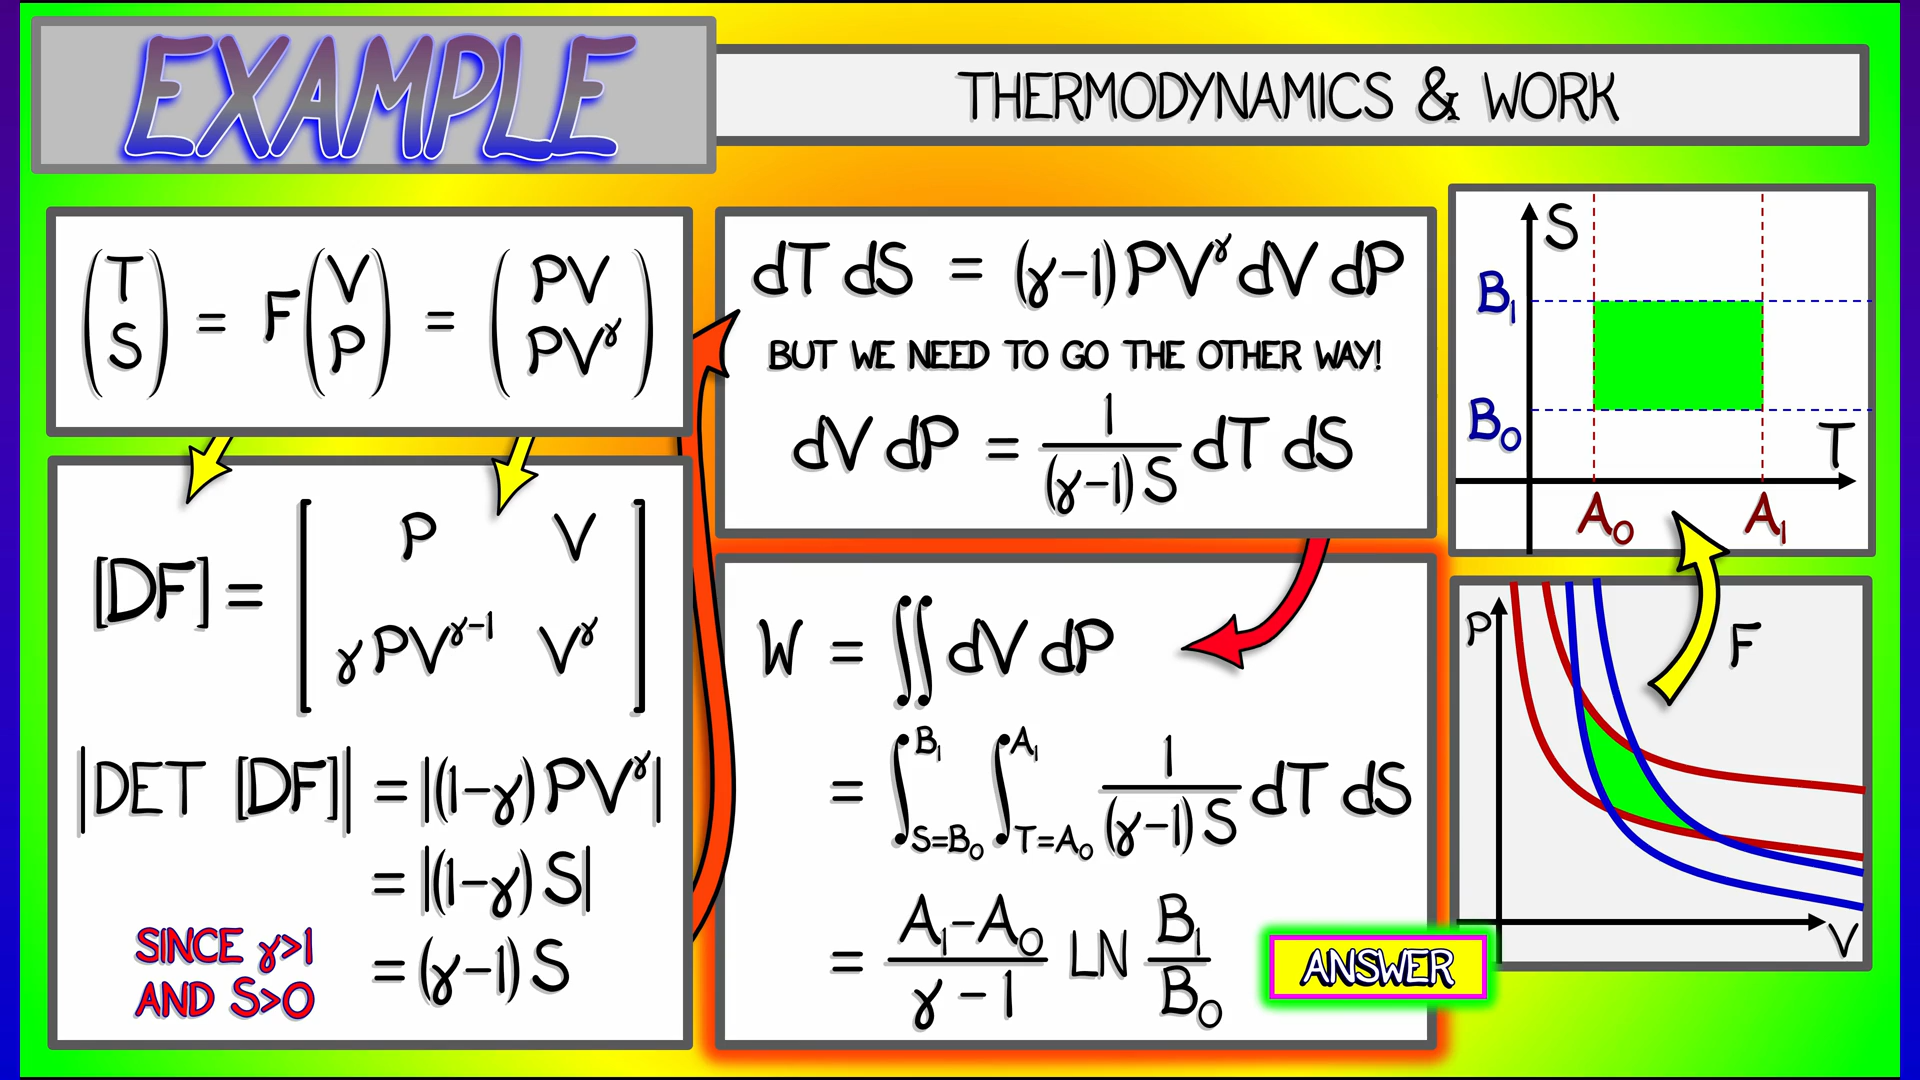 EXAMPLE
THERMODYNAMICS & WORK
(T S) = F(V P) = (PV PV^γ)
[DF] = [P V
γPV^γ-1 V^γ]
|DET [DF]| = |(1-γ)PV^γ|
= |(1-γ)S|
= (γ-1)S
SINCE γ>1
AND S>0
dT dS = (γ-1)PV^γ dV dP
BUT WE NEED TO GO THE OTHER WAY!
dV dP = 1/((γ-1)S) dT dS
W = ∬ dV dP
= ∫_{S=B₀}^{B₁} ∫_{T=A₀}^{A₁} 1/((γ-1)S) dT dS
= (A₁-A₀)/(γ-1) LN B₁/B₀
ANSWER
S
B₁
B₀
T
A₀ A₁
P
F
V